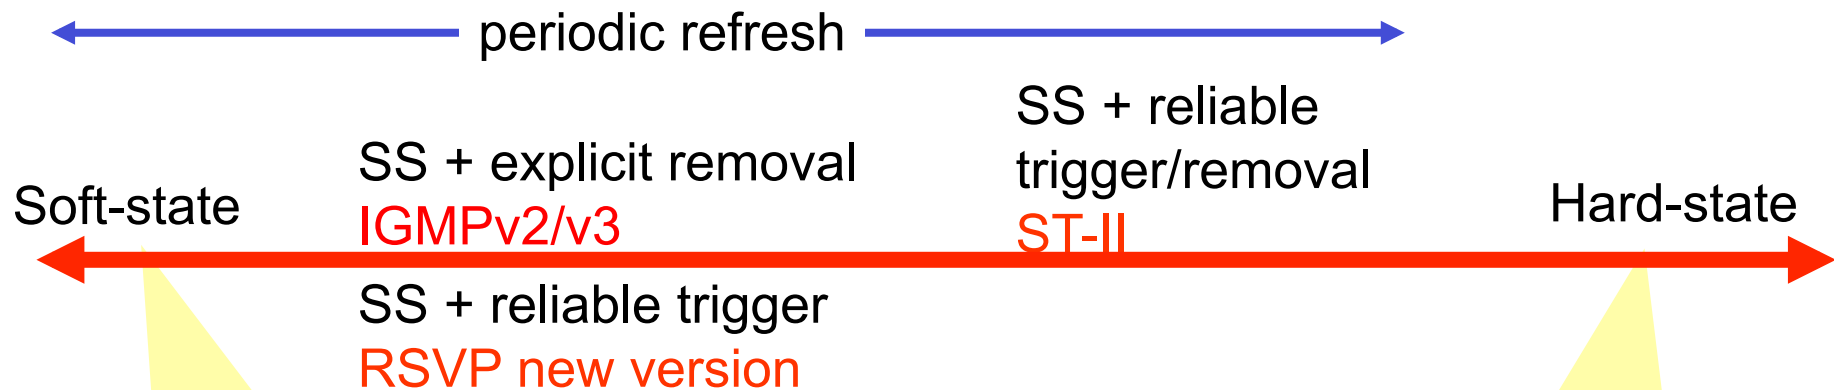 periodic refresh
SS + reliable
trigger/removal
ST-II
SS + explicit removal
IGMPv2/v3
Soft-state
Hard-state
SS + reliable trigger
RSVP new version